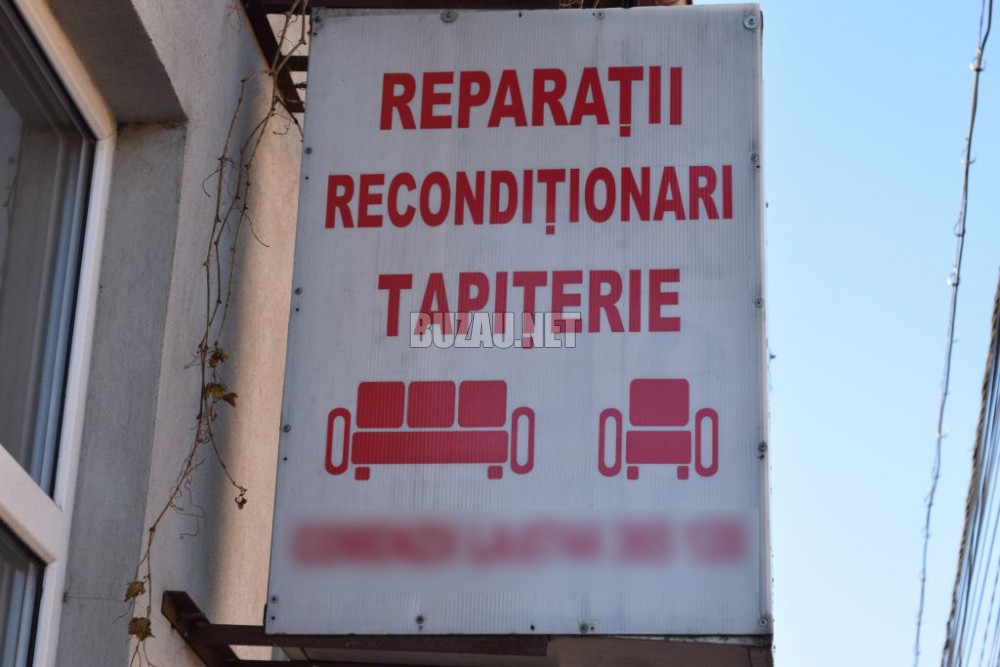 REPARAȚII
RECONDIȚIONARI
TAPIȚERIE
BUZAU.NET